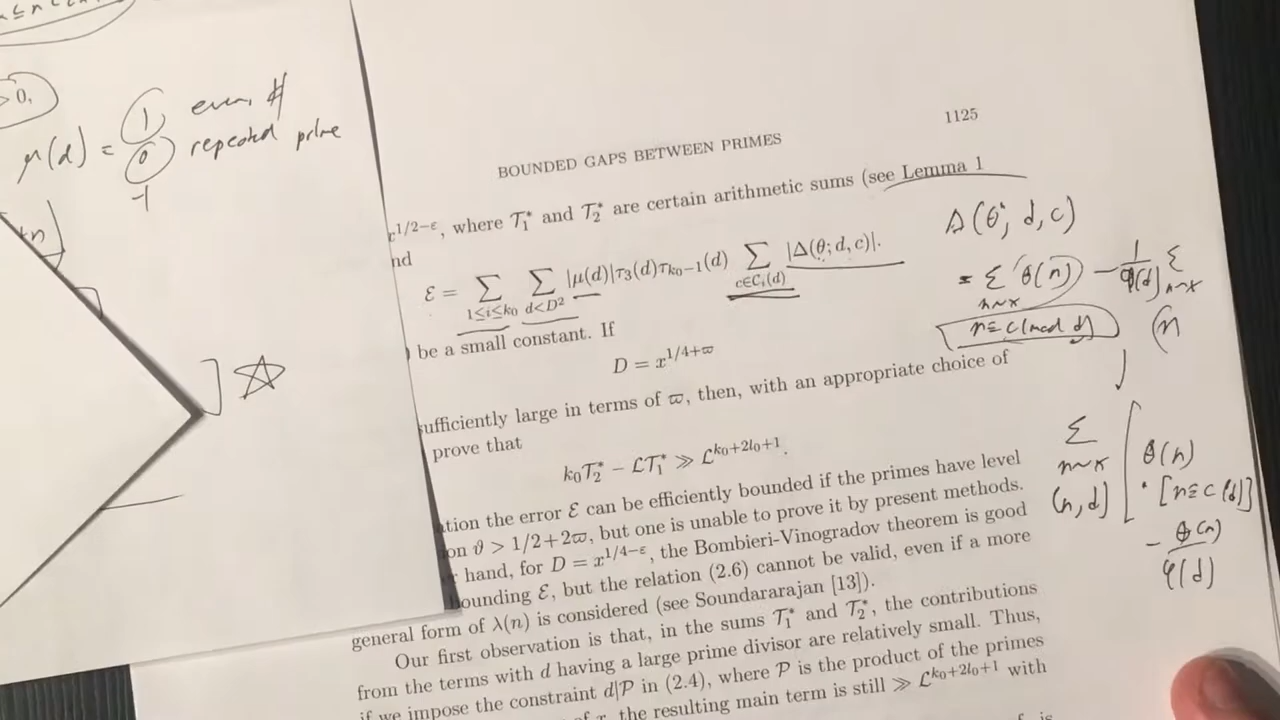 >0,
μ(d) =
1 even #
0 repeated prime
-1
1125
BOUNDED GAPS BETWEEN PRIMES
x^{1/2−ε}, where 𝒯₁* and 𝒯₂* are certain arithmetic sums (see Lemma 1
nd
ℰ = ∑_{1≤i≤k₀} ∑_{d<D²} |μ(d)|τ₃(d)τ_{k₀−1}(d) ∑_{c∈𝒞ᵢ(d)} |Δ(θ; d, c)|.
be a small constant. If
D = x^{1/4+ϖ}
ufficiently large in terms of ϖ, then, with an appropriate choice of
prove that
k₀𝒯₂* − ℒ𝒯₁* ≫ ℒ^{k₀+2l₀+1}.
ation the error ℰ can be efficiently bounded if the primes have level
on ϑ > 1/2+2ϖ, but one is unable to prove it by present methods.
r hand, for D = x^{1/4−ε}, the Bombieri-Vinogradov theorem is good
bounding ℰ, but the relation (2.6) cannot be valid, even if a more
general form of λ(n) is considered (see Soundararajan [13]).
Our first observation is that, in the sums 𝒯₁* and 𝒯₂*, the contributions
from the terms with d having a large prime divisor are relatively small. Thus,
if we impose the constraint d|𝒫 in (2.4), where 𝒫 is the product of the primes
of x, the resulting main term is still ≫ ℒ^{k₀+2l₀+1} with
Δ(θ; d, c)
= ∑ θ(n) − 1/φ(d) ∑
n~x n~x
n≡c(mod d) (n
∑
n~x
(n,d)
θ(n)
· [n≡c(d)]
− θ(n)
φ(d)